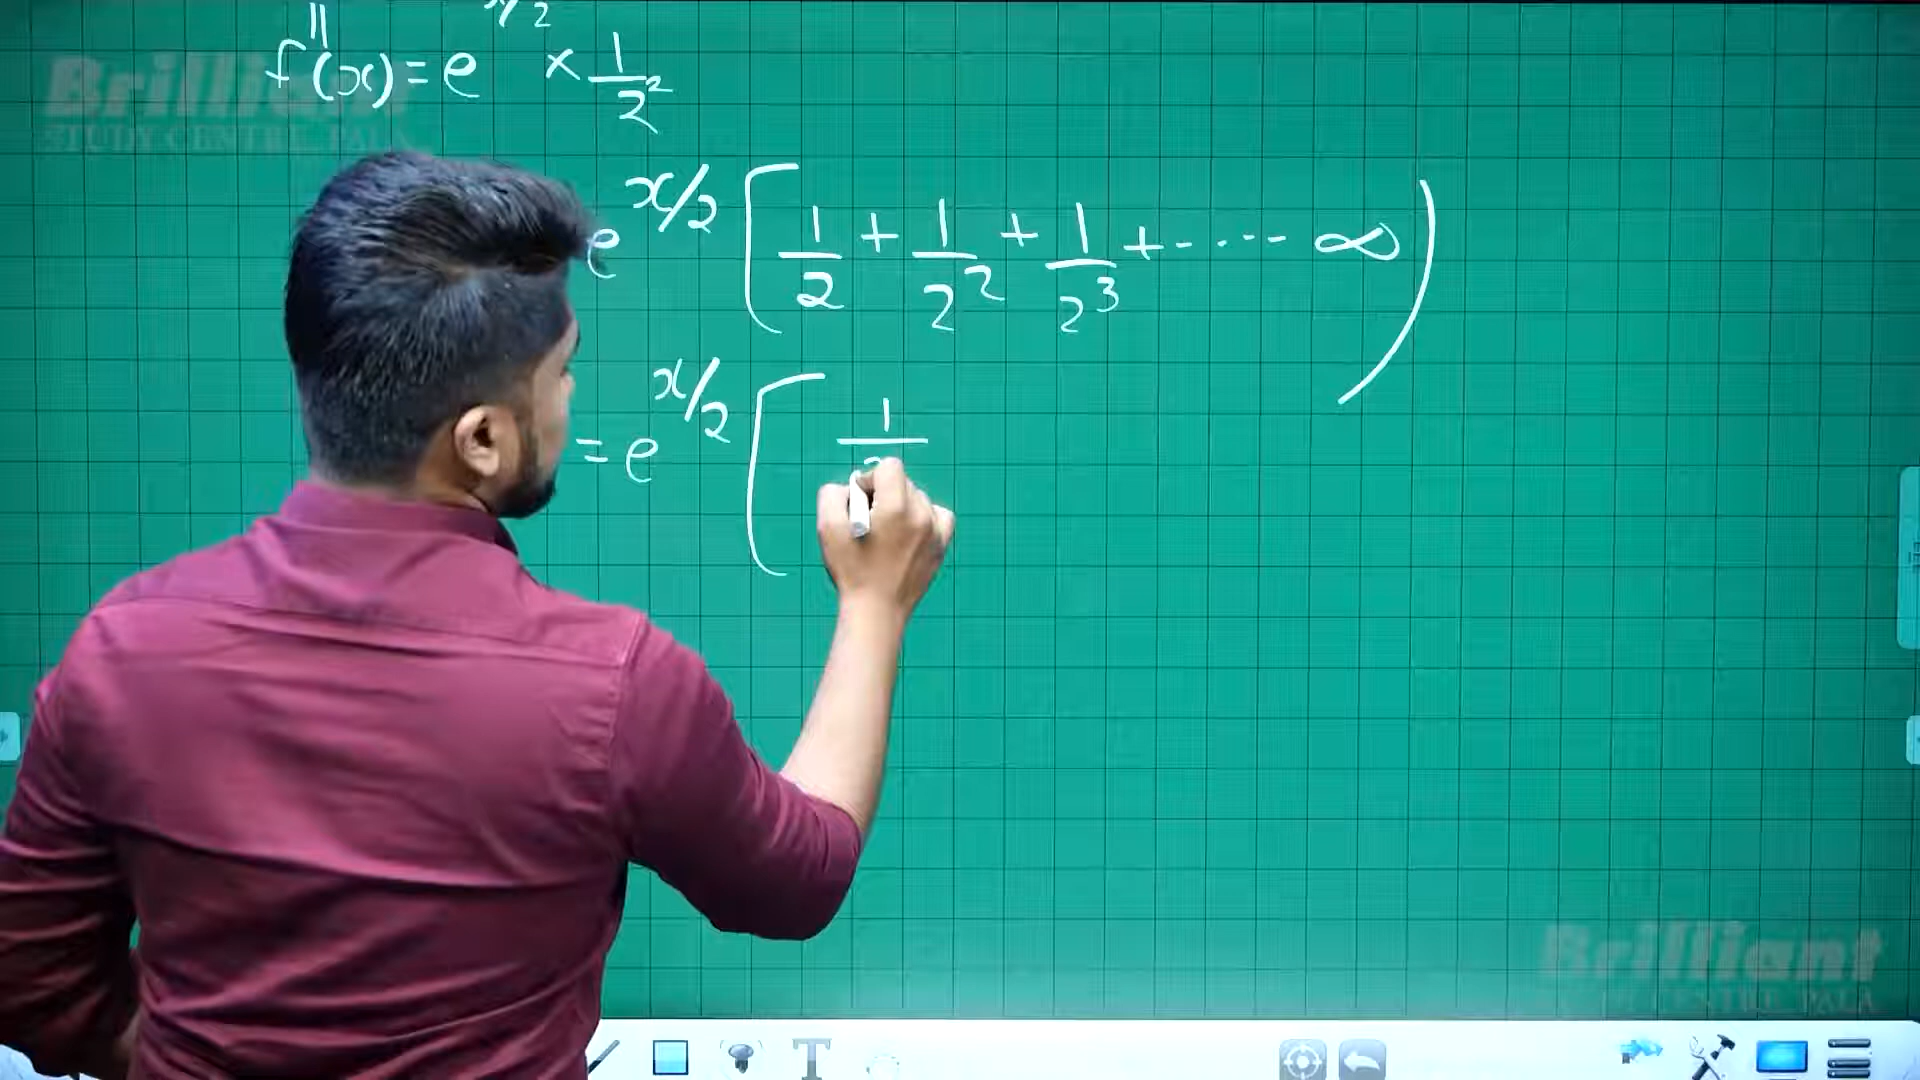 Brilliant
STUDY CENTRE, PALA
f''(x) = e^{x/2} × 1/2²
e^{x/2} [ 1/2 + 1/2² + 1/2³ + ..... ∞ )
= e^{x/2} [ 1/
Brilliant
STUDY CENTRE, PALA
T